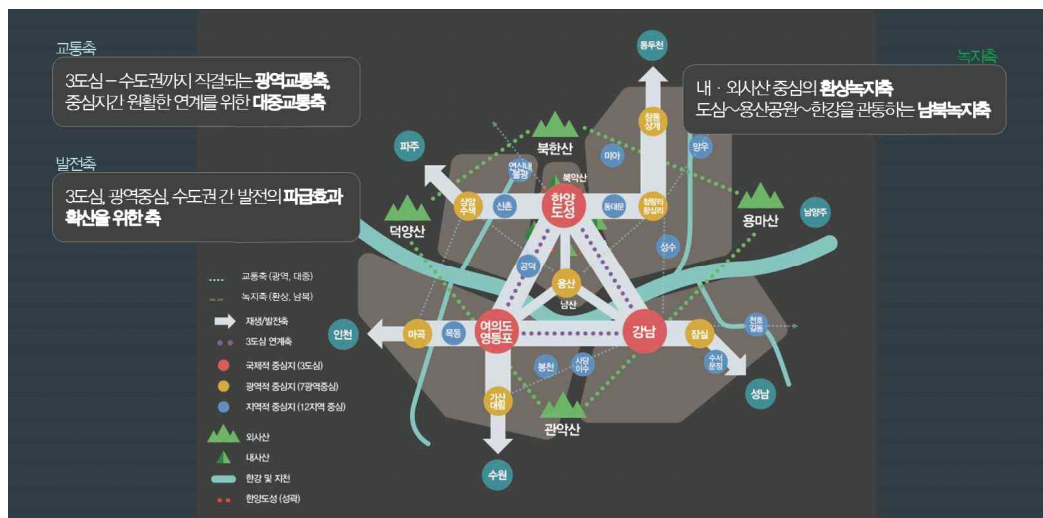 교통축
3도심 – 수도권까지 직결되는 광역교통축,
중심지간 원활한 연계를 위한 대중교통축
발전축
3도심, 광역중심, 수도권 간 발전의 파급효과
확산을 위한 축
녹지축
내 · 외사산 중심의 환상녹지축
도심~용산공원~한강을 관통하는 남북녹지축
동두천
창동
상계
북한산
미아
망우
파주
연신내
불광
북악산
상암
수색
신촌
한양
도성
동대문
청량리
왕십리
덕양산
용마산
남양주
성수
공덕
용산
남산
인천
마곡
목동
여의도
영등포
강남
잠실
천호
길동
수서
문정
봉천
사당
이수
성남
가산
대림
관악산
수원
교통축 (광역, 대중)
녹지축 (환상, 남북)
재생/발전축
3도심 연계축
국제적 중심지 (3도심)
광역적 중심지 (7광역중심)
지역적 중심지 (12지역 중심)
외사산
내사산
한강 및 지천
한양도성 (성곽)